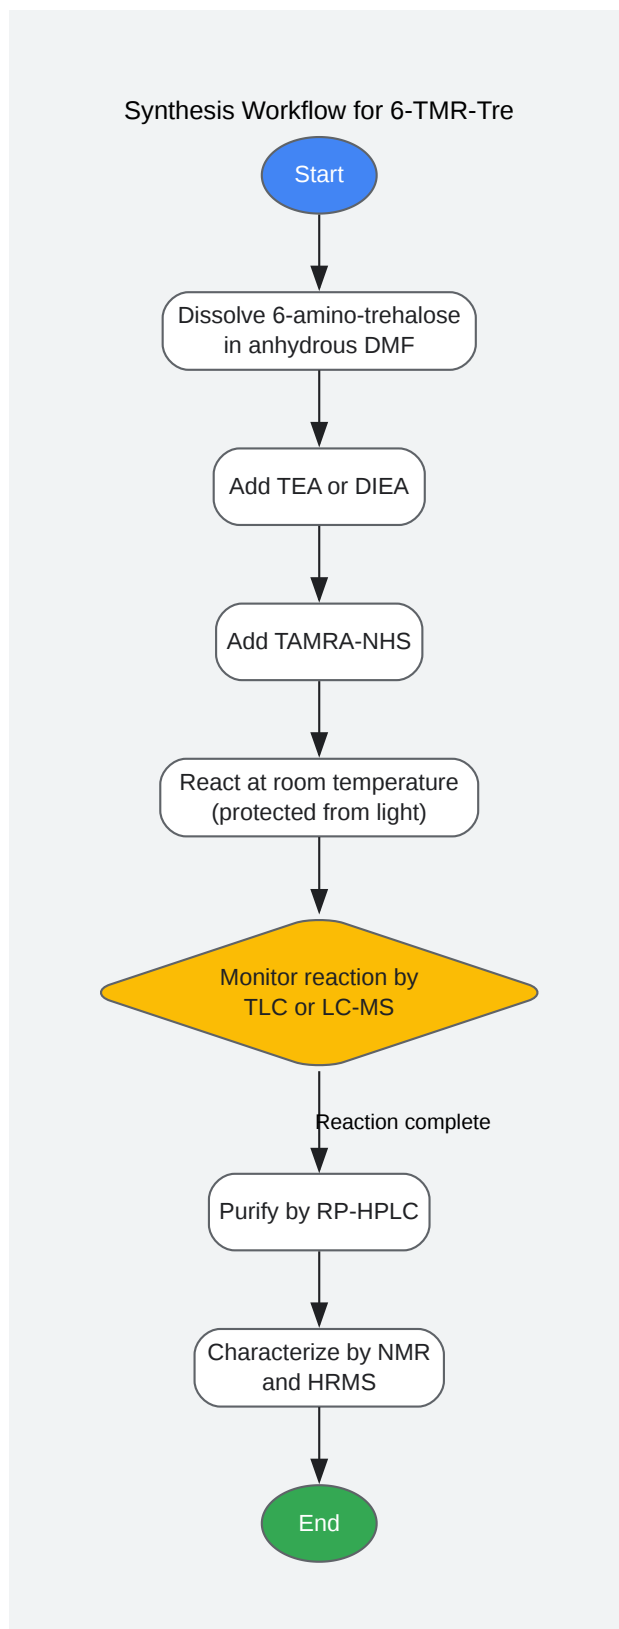 Synthesis Workflow for 6-TMR-Tre
Start
Dissolve 6-amino-trehalose
in anhydrous DMF
Add TEA or DIEA
Add TAMRA-NHS
React at room temperature
(protected from light)
Monitor reaction by
TLC or LC-MS
Reaction complete
Purify by RP-HPLC
Characterize by NMR
and HRMS
End